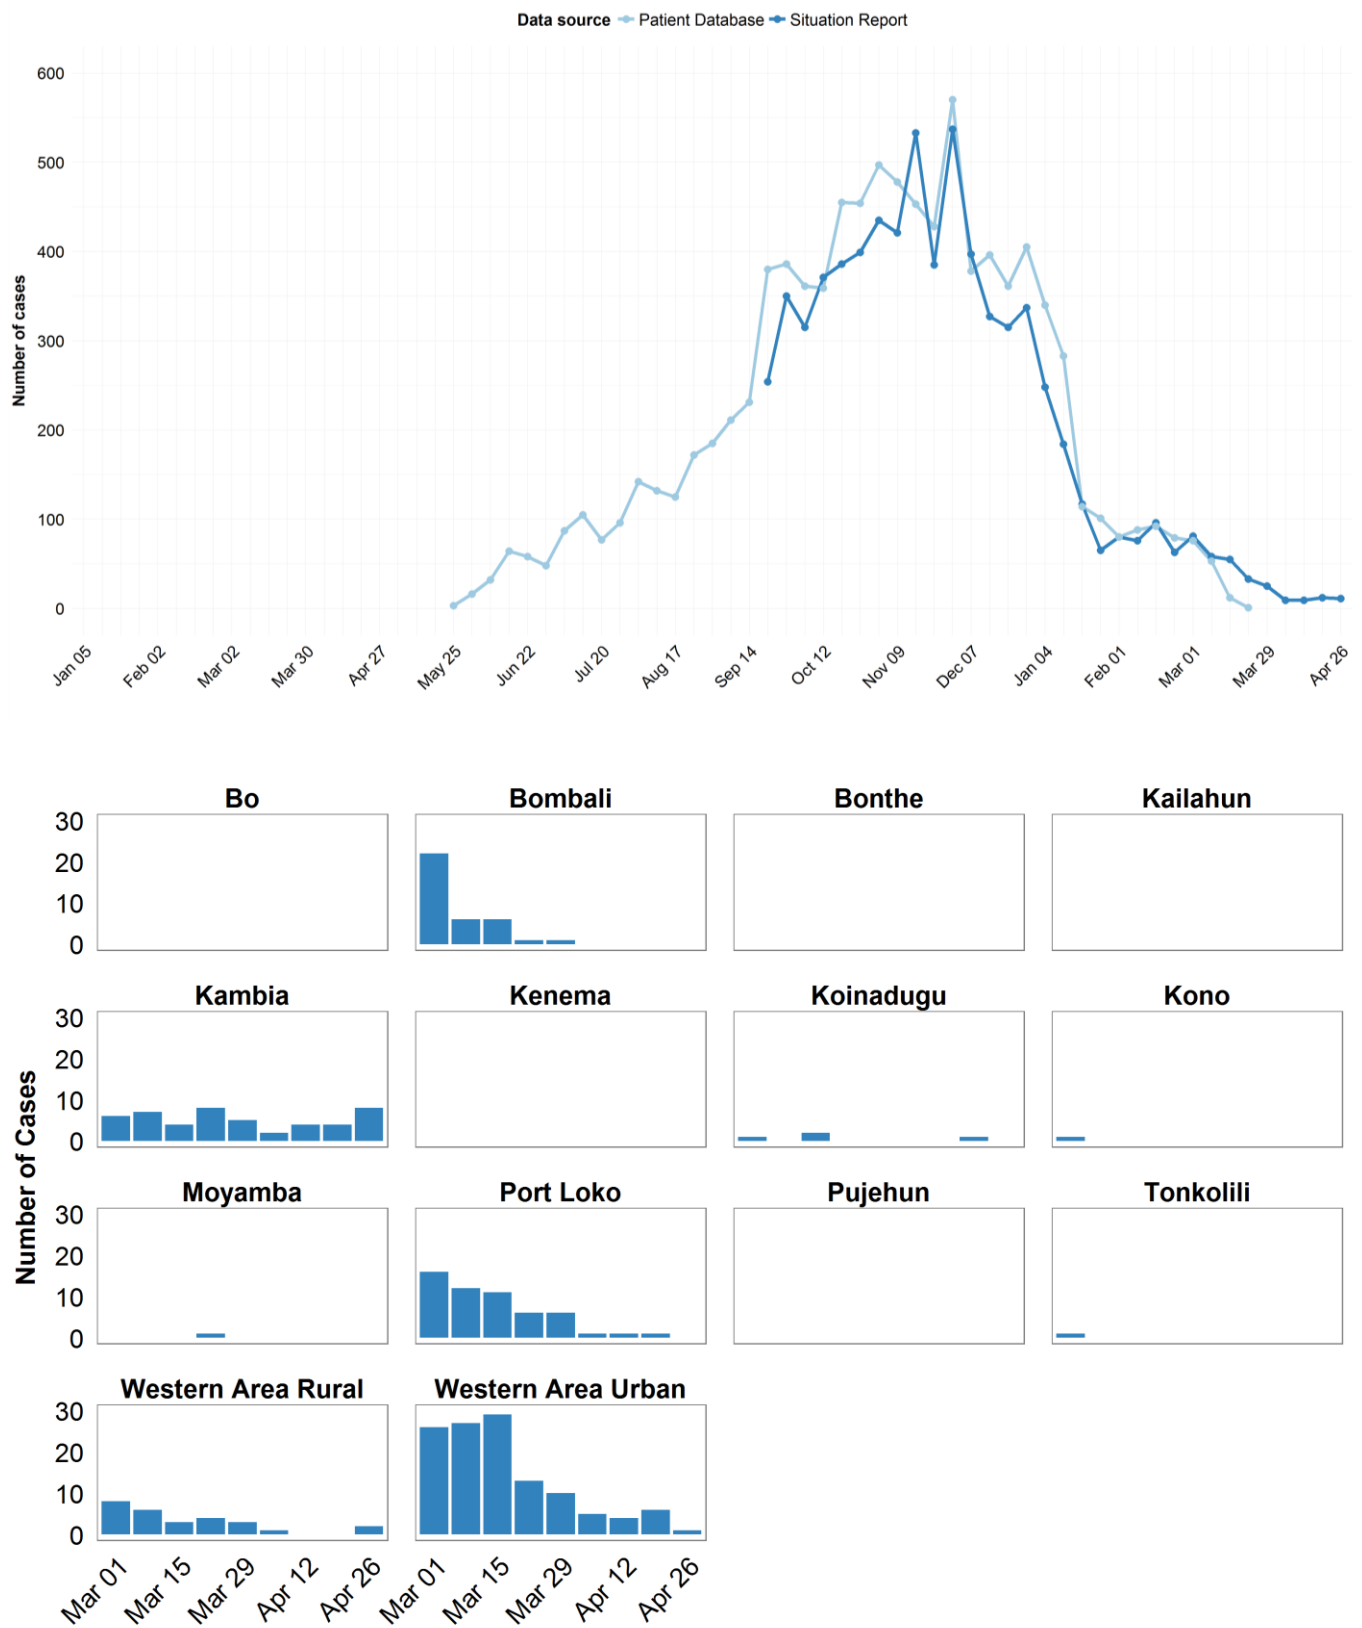 Data source Patient Database Situation Report
600
500
400
300
200
100
0
Number of cases
Jan 05 Feb 02 Mar 02 Mar 30 Apr 27 May 25 Jun 22 Jul 20 Aug 17 Sep 14 Oct 12 Nov 09 Dec 07 Jan 04 Feb 01 Mar 01 Mar 29 Apr 26
Number of Cases
Bo Bombali Bonthe Kailahun
30
20
10
0
Kambia Kenema Koinadugu Kono
30
20
10
0
Moyamba Port Loko Pujehun Tonkolili
30
20
10
0
Western Area Rural Western Area Urban
30
20
10
0
Mar 01 Mar 15 Mar 29 Apr 12 Apr 26 Mar 01 Mar 15 Mar 29 Apr 12 Apr 26